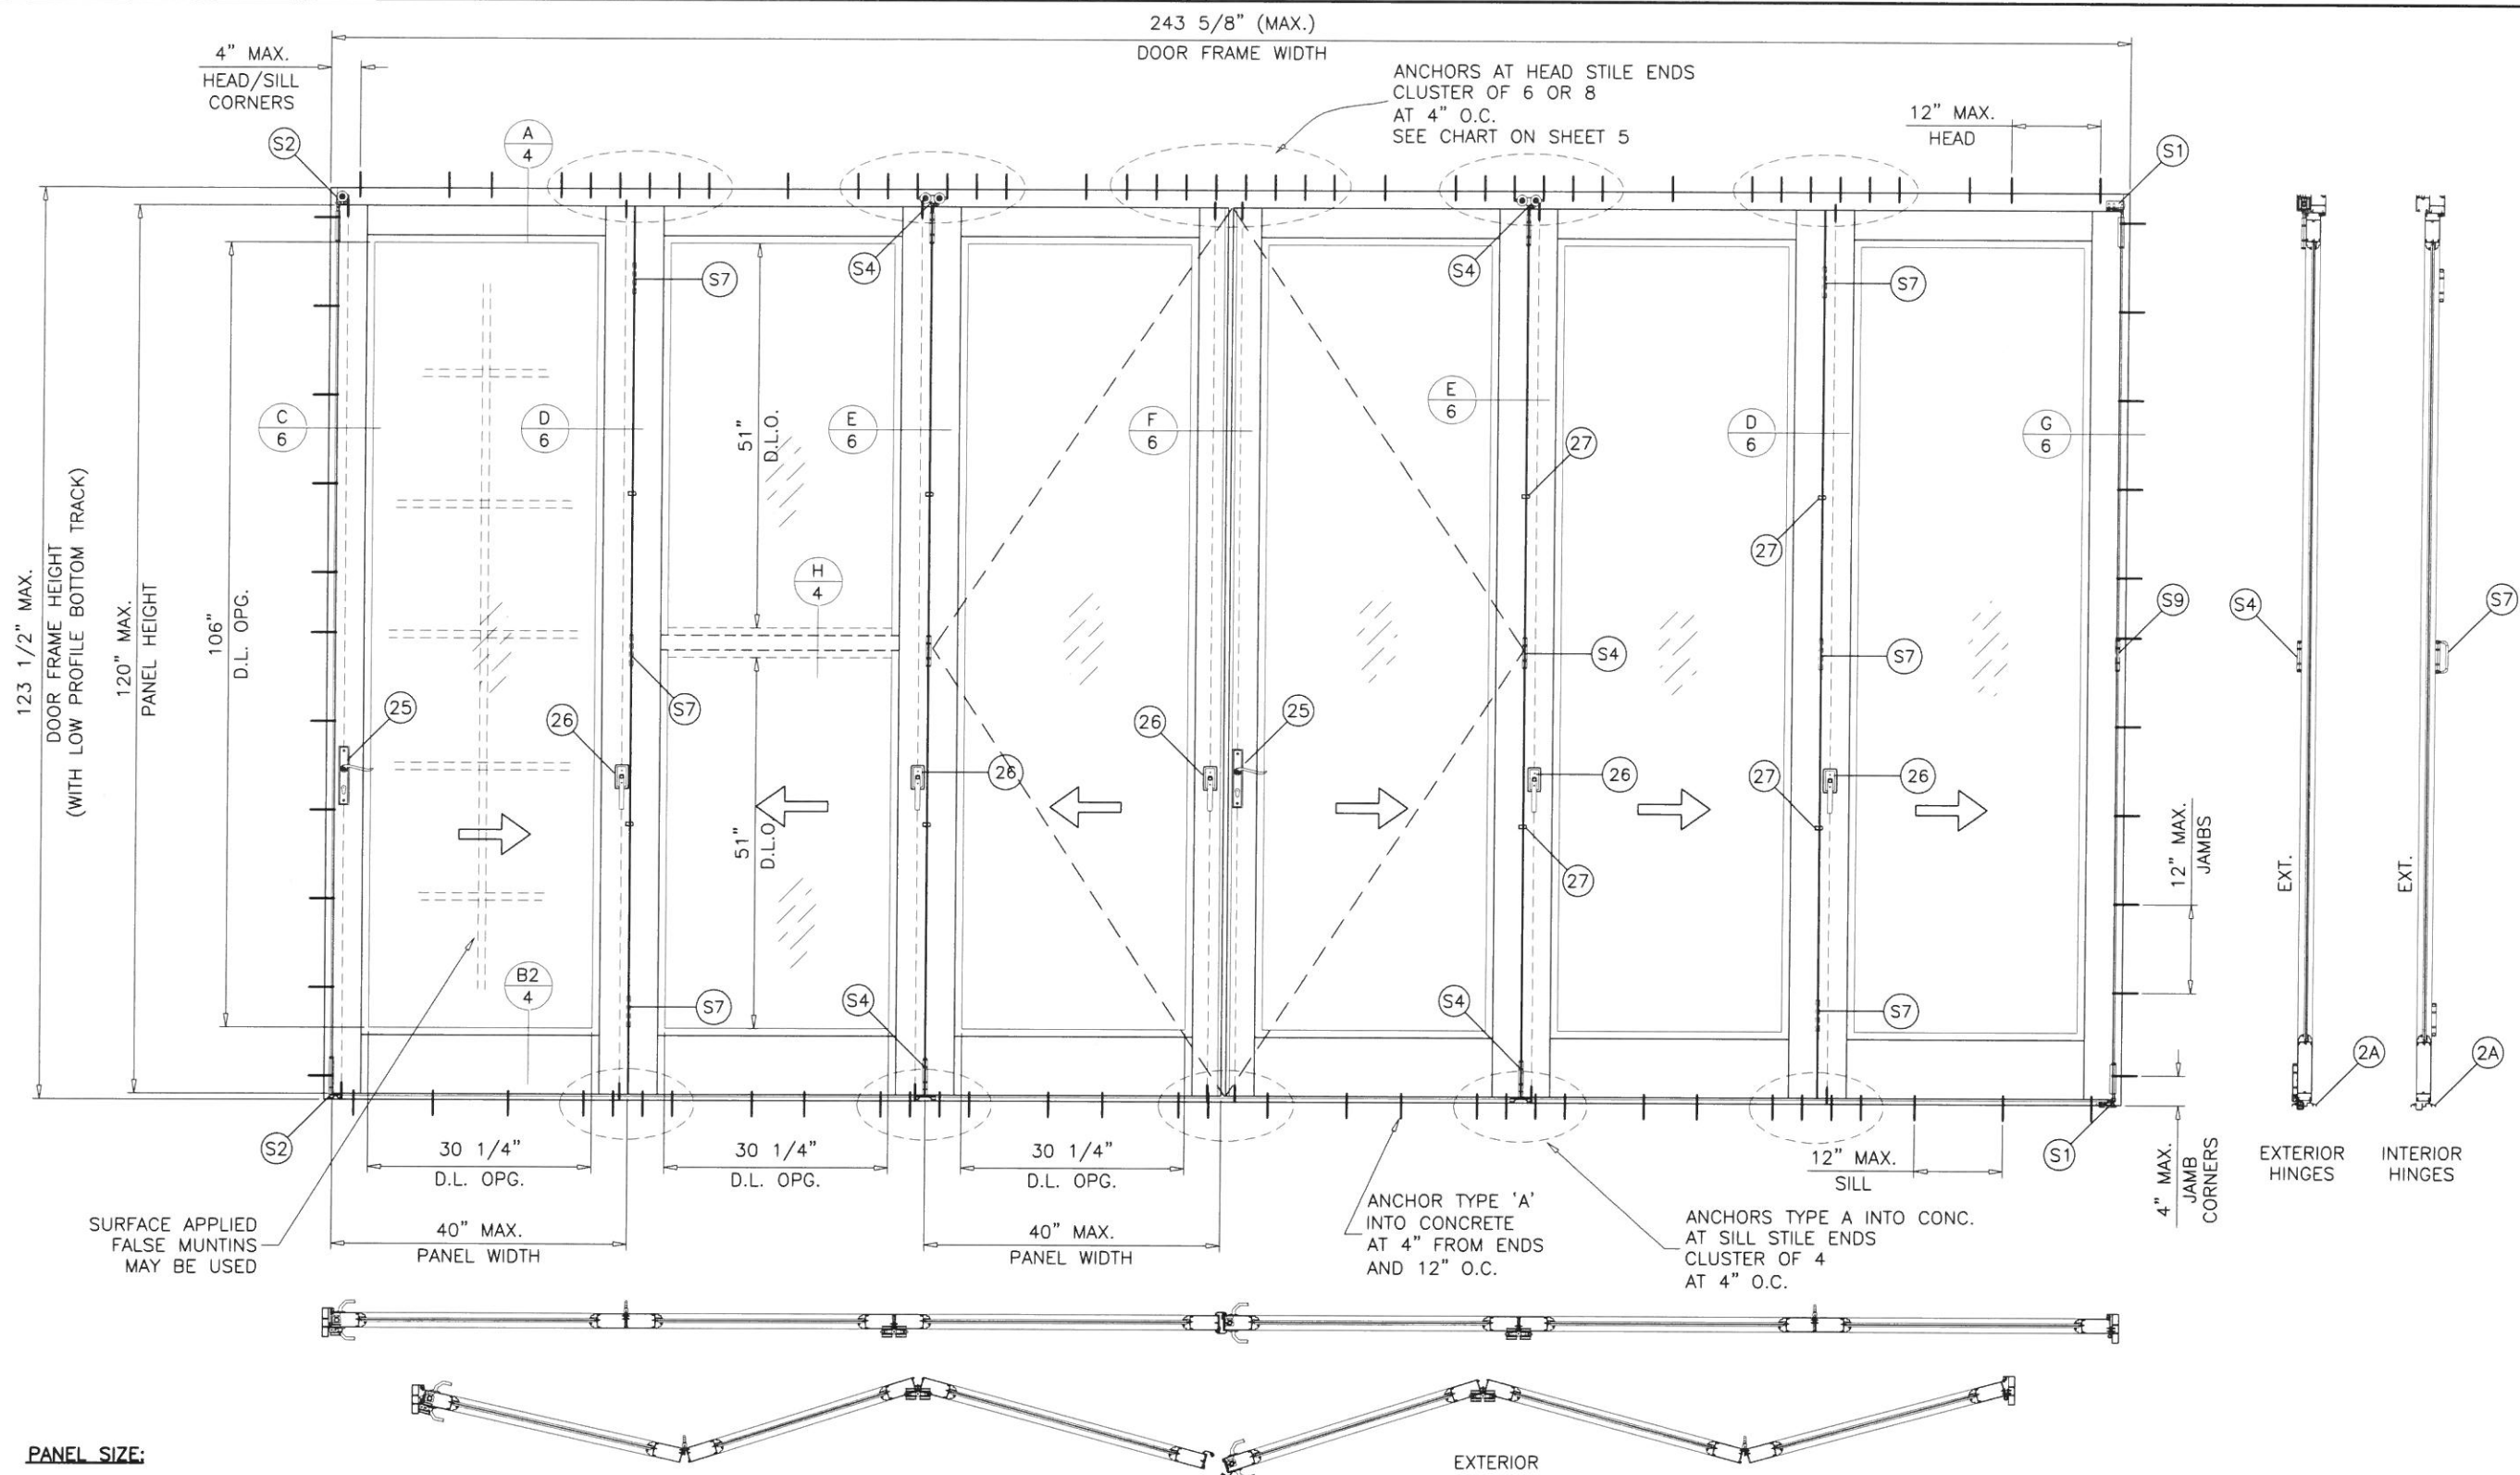 243 5/8" (MAX.)
DOOR FRAME WIDTH
4" MAX.
HEAD/SILL
CORNERS
ANCHORS AT HEAD STILE ENDS
CLUSTER OF 6 OR 8
AT 4" O.C.
SEE CHART ON SHEET 5
12" MAX.
HEAD
S2
A
4
S1
S4
S7
S4
S7
123 1/2" MAX.
DOOR FRAME HEIGHT
(WITH LOW PROFILE BOTTOM TRACK)
120" MAX.
PANEL HEIGHT
106"
D.L. OPG.
C
6
D
6
51"
D.L.O.
E
6
F
6
E
6
27
D
6
G
6
27
H
4
S4
S7
S9
S4
S7
25
S7
26
26
26
25
26
27
26
51"
D.L.O.
27
12" MAX.
JAMBS
EXT.
EXT.
B2
4
S7
S4
S4
S7
2A
2A
S2
30 1/4"
D.L. OPG.
30 1/4"
D.L. OPG.
30 1/4"
D.L. OPG.
12" MAX.
SILL
S1
4" MAX.
JAMB
CORNERS
EXTERIOR
HINGES
INTERIOR
HINGES
SURFACE APPLIED
FALSE MUNTINS
MAY BE USED
40" MAX.
PANEL WIDTH
40" MAX.
PANEL WIDTH
ANCHOR TYPE 'A'
INTO CONCRETE
AT 4" FROM ENDS
AND 12" O.C.
ANCHORS TYPE A INTO CONC.
AT SILL STILE ENDS
CLUSTER OF 4
AT 4" O.C.
PANEL SIZE:
EXTERIOR